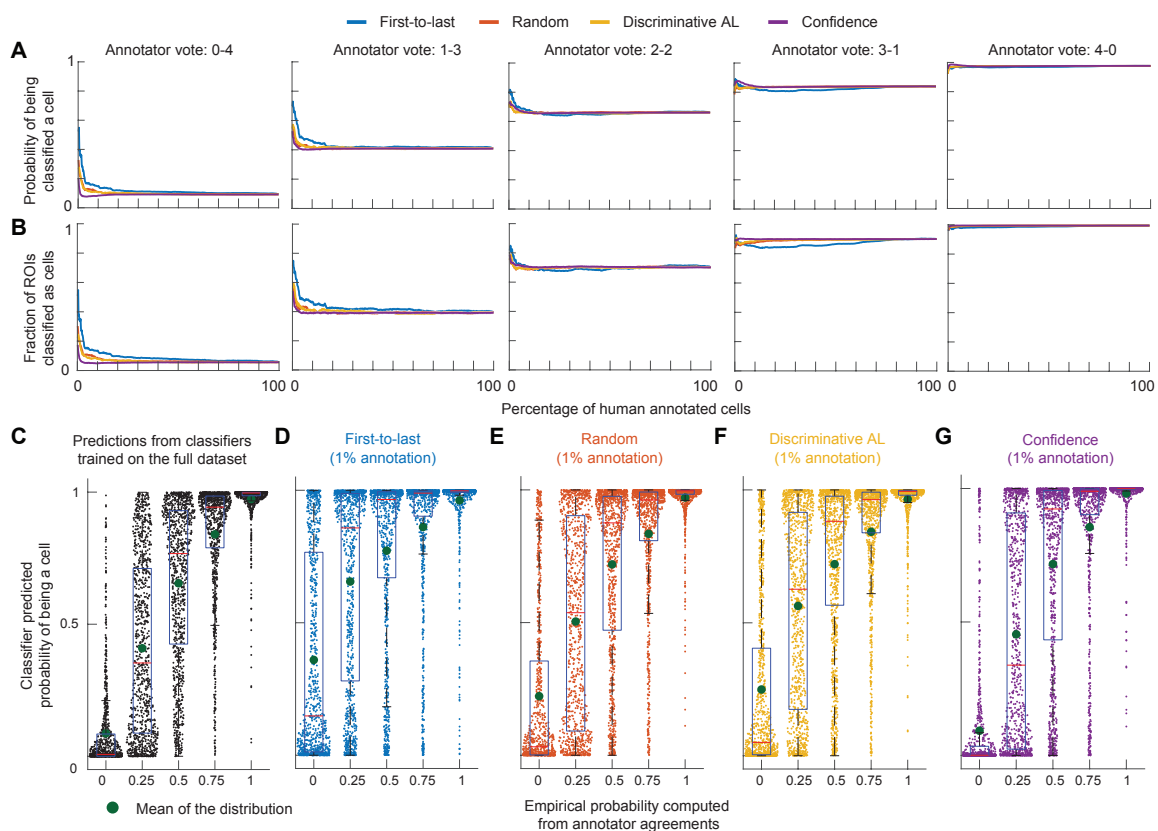 First-to-last Random Discriminative AL Confidence
A
Annotator vote: 0-4 Annotator vote: 1-3 Annotator vote: 2-2 Annotator vote: 3-1 Annotator vote: 4-0
1
Probability of being
classified a cell
0
B
1
Fraction of ROIs
classified as cells
0
0 100 0 100 0 100 0 100 0 100
Percentage of human annotated cells
C Predictions from classifiers
trained on the full dataset
D First-to-last
(1% annotation)
E Random
(1% annotation)
F Discriminative AL
(1% annotation)
G Confidence
(1% annotation)
1
0.5
0
Classifier predicted
probability of being a cell
0 0.25 0.5 0.75 1 0 0.25 0.5 0.75 1 0 0.25 0.5 0.75 1 0 0.25 0.5 0.75 1 0 0.25 0.5 0.75 1
Mean of the distribution
Empirical probability computed
from annotator agreements